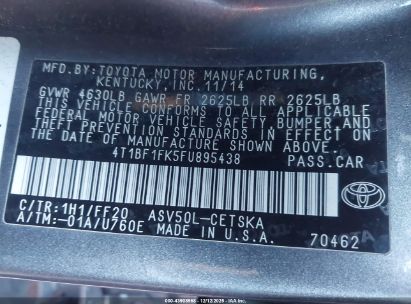 MFD.BY:TOYOTA MOTOR MANUFACTURING,
KENTUCKY, INC. 11/14
GVWR 4630LB GAWR FR 2625LB RR 2625LB
THIS VEHICLE CONFORMS TO ALL APPLICABLE
FEDERAL MOTOR VEHICLE SAFETY, BUMPER, AND
THEFT PREVENTION STANDARDS IN EFFECT ON
THE DATE OF MANUFACTURE SHOWN ABOVE.
4T1BF1FK5FU895438 PASS.CAR
C/TR:1H1/FF20 ASV50L-CETSKA
A/TM:-01A/U760E MADE IN U.S.A.
TOYOTA
70462